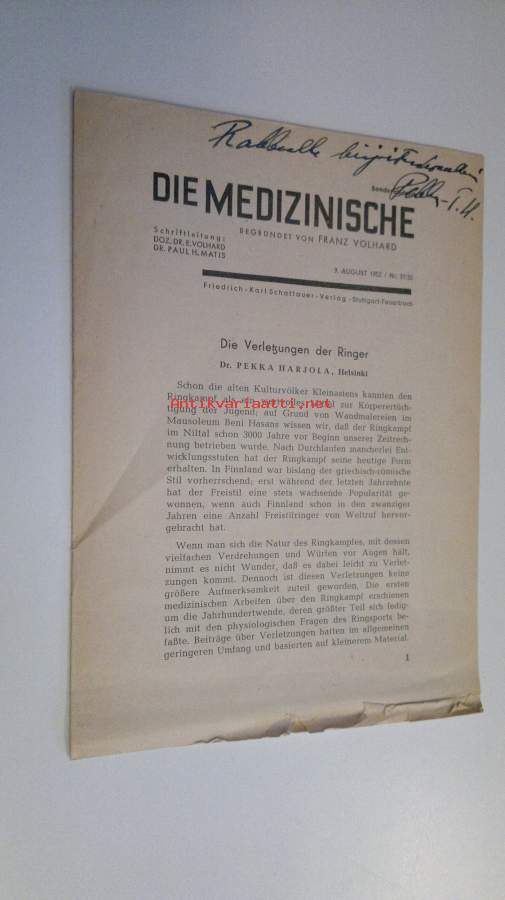 Rakkaalle
Pekka-T.H.
Sonder
DIE MEDIZINISCHE
BEGRÜNDET VON FRANZ VOLHARD
Schriftleitung:
DOZ. DR. E. VOLHARD
DR. PAUL H. MATIS
9. AUGUST 1952 / Nr.
Friedrich-Karl Schattauer-Verlag-Stuttgart-Feuerbach
Die Verletzungen der Ringer
Dr. PEKKA HARJOLA, Helsinki
Schon die alten Kulturvölker Kleinasiens kannten den
Ringkampf als ein wertvolles Mittel zur Körperertüch-
antikvariaatti.net
tigung der Jugend; auf Grund von Wandmalereien im
Mausoleum Beni Hasans wissen wir, daß der Ringkampf
im Niltal schon 3000 Jahre vor Beginn unserer Zeitrech-
nung betrieben wurde. Nach Durchlaufen mancherlei Ent-
wicklungsstufen hat der Ringkampf seine heutige Form
erhalten. In Finnland war bislang der griechisch-römische
Stil vorherrschend; erst während der letzten Jahrzehnte
hat der Freistil eine stets wachsende Popularität ge-
wonnen, wenn auch Finnland schon in den zwanziger
Jahren eine Anzahl Freistilringer von Weltruf hervor-
gebracht hat.
Wenn man sich die Natur des Ringkampfes, mit dessen
vielfachen Verdrehungen und Würfen vor Augen hält,
nimmt es nicht Wunder, daß es dabei leicht zu Verlet-
zungen kommt. Dennoch ist diesen Verletzungen keine
größere Aufmerksamkeit zuteil geworden. Die ersten
medizinischen Arbeiten über den Ringkampf erschienen
um die Jahrhundertwende, deren größter Teil sich ledig-
lich mit den physiologischen Fragen des Ringsports be-
faßte. Beiträge über Verletzungen hatten im allgemeinen
geringeren Umfang und basierten auf kleinerem Material.
1